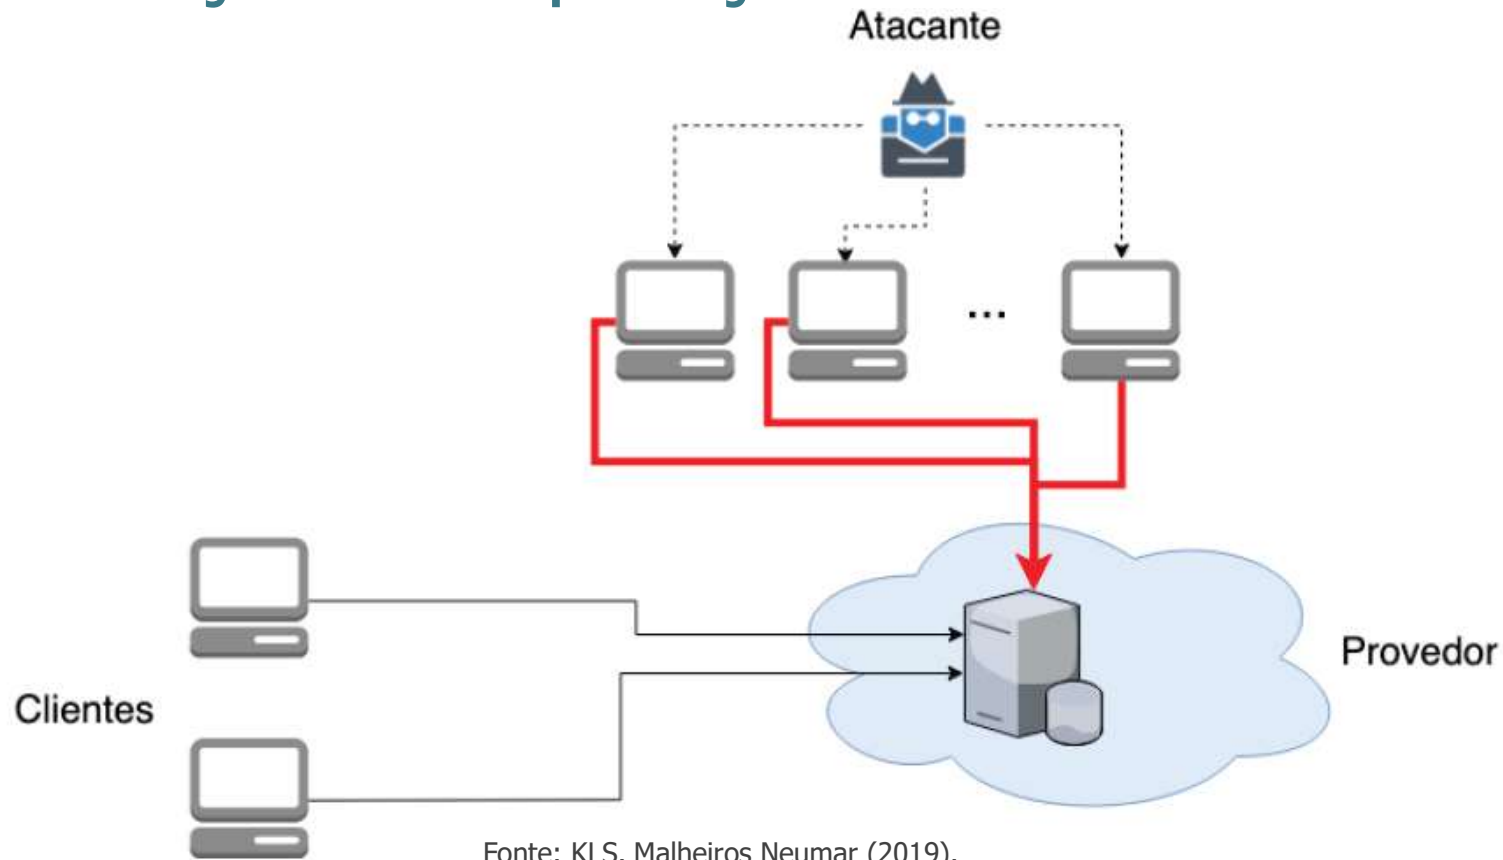 Atacante
...
Provedor
Clientes
Fonte: KLS, Malheiros Neumar (2019).